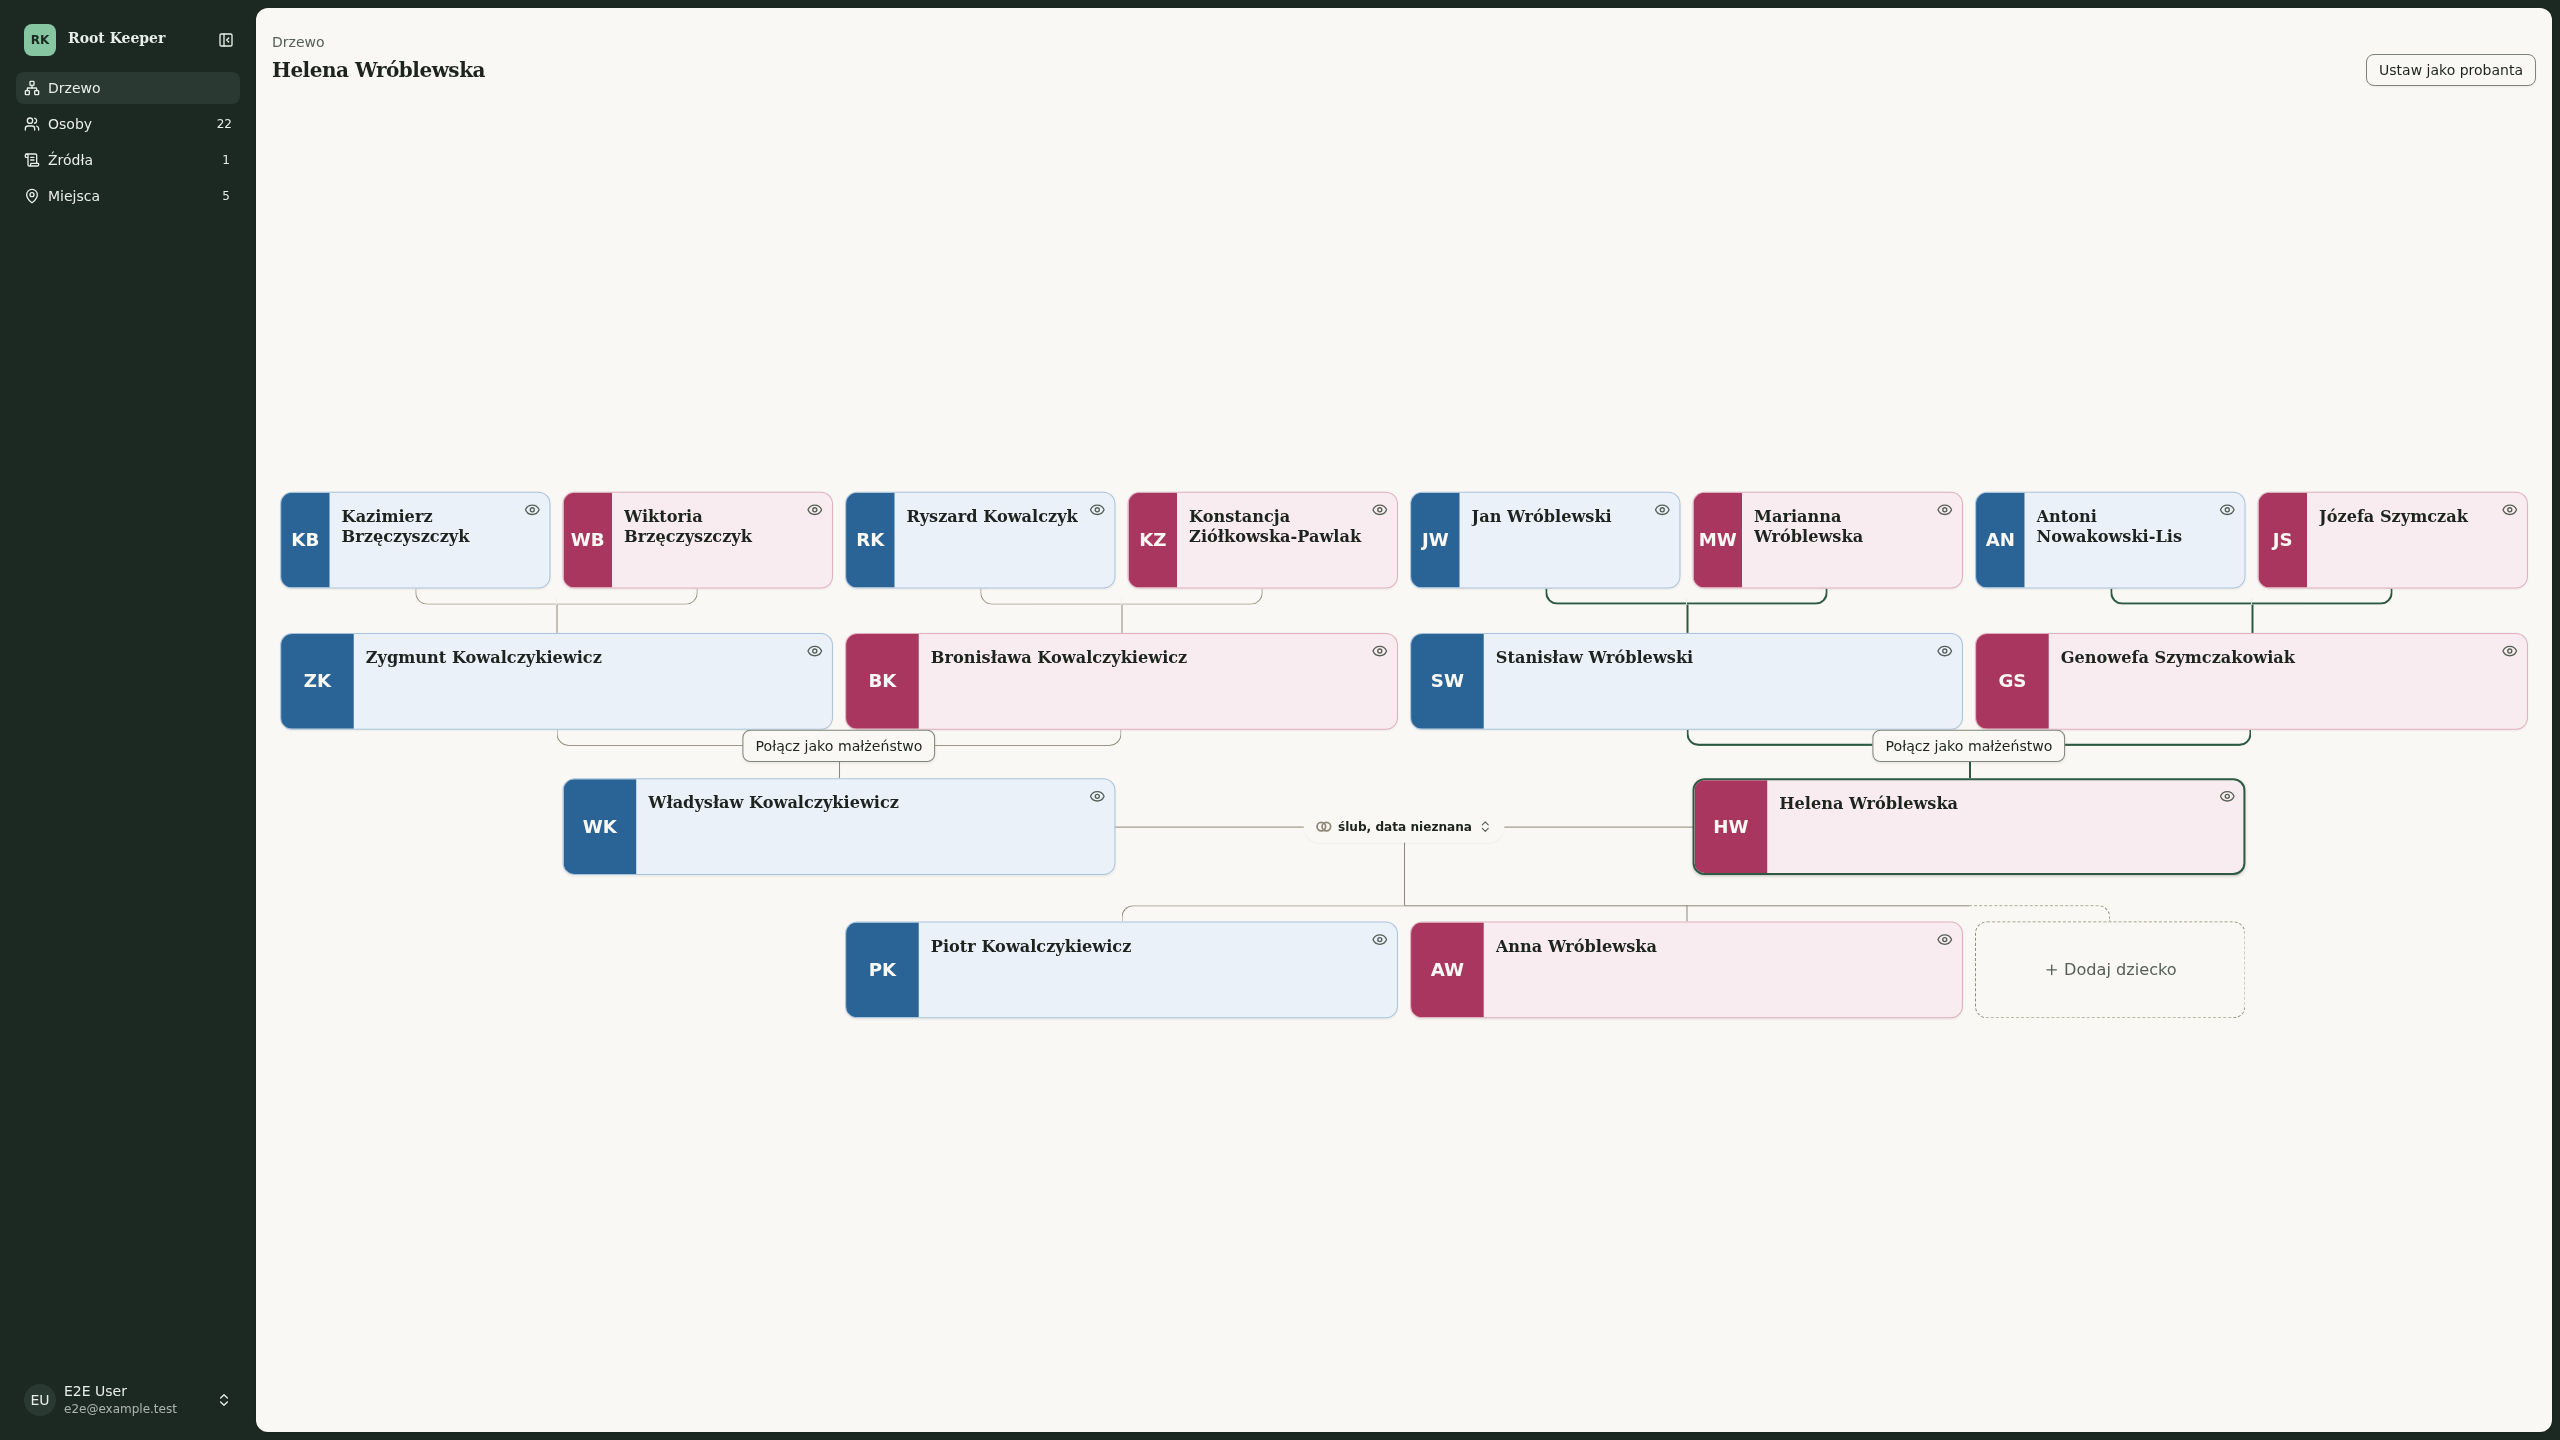 RK
Root Keeper
Drzewo
Osoby
22
Źródła
1
Miejsca
5
Drzewo
Helena Wróblewska
Ustaw jako probanta
KB
Kazimierz
Brzęczyszczyk
WB
Wiktoria
Brzęczyszczyk
RK
Ryszard Kowalczyk
KZ
Konstancja
Ziółkowska-Pawlak
JW
Jan Wróblewski
MW
Marianna
Wróblewska
AN
Antoni
Nowakowski-Lis
JS
Józefa Szymczak
ZK
Zygmunt Kowalczykiewicz
BK
Bronisława Kowalczykiewicz
SW
Stanisław Wróblewski
GS
Genowefa Szymczakowiak
Połącz jako małżeństwo
Połącz jako małżeństwo
WK
Władysław Kowalczykiewicz
ślub, data nieznana
HW
Helena Wróblewska
PK
Piotr Kowalczykiewicz
AW
Anna Wróblewska
+ Dodaj dziecko
EU
E2E User
e2e@example.test